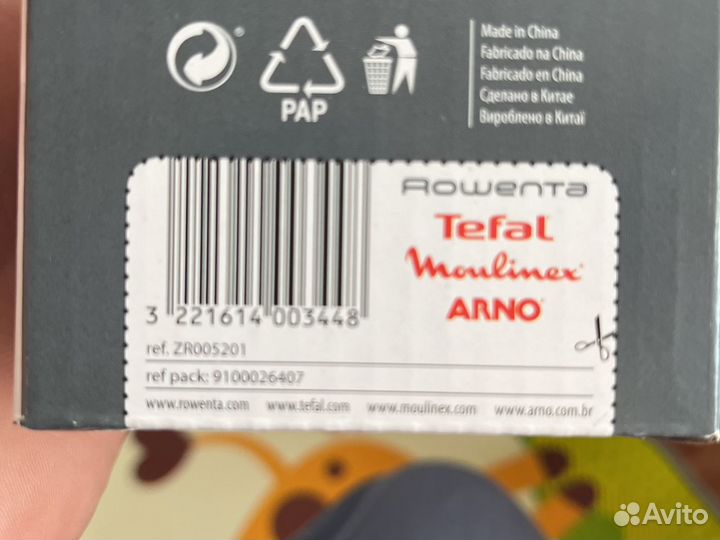 PAP
Made in China
Fabricado na China
Fabricado en China
Сделано в Китае
Вироблено в Китаї
Rowenta
Tefal
Moulinex
ARNO
3 221614 003448
ref. ZR005201
ref pack: 9100026407
www.rowenta.com www.tefal.com www.moulinex.com www.arno.com.br
Avito